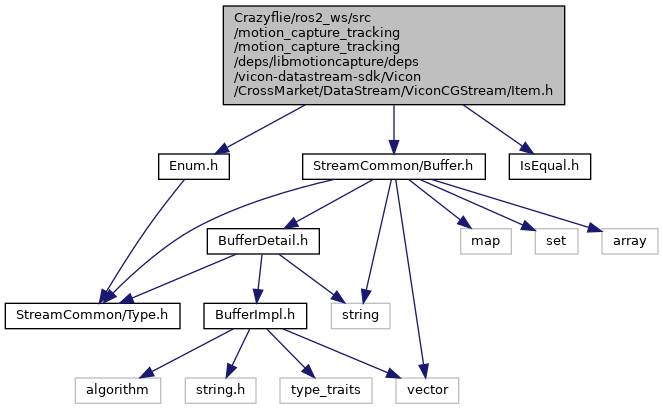 Crazyflie/ros2_ws/src
/motion_capture_tracking
/motion_capture_tracking
/deps/libmotioncapture/deps
/vicon-datastream-sdk/Vicon
/CrossMarket/DataStream/ViconCGStream/Item.h
Enum.h
StreamCommon/Buffer.h
IsEqual.h
BufferDetail.h
map
set
array
StreamCommon/Type.h
BufferImpl.h
string
algorithm
string.h
type_traits
vector